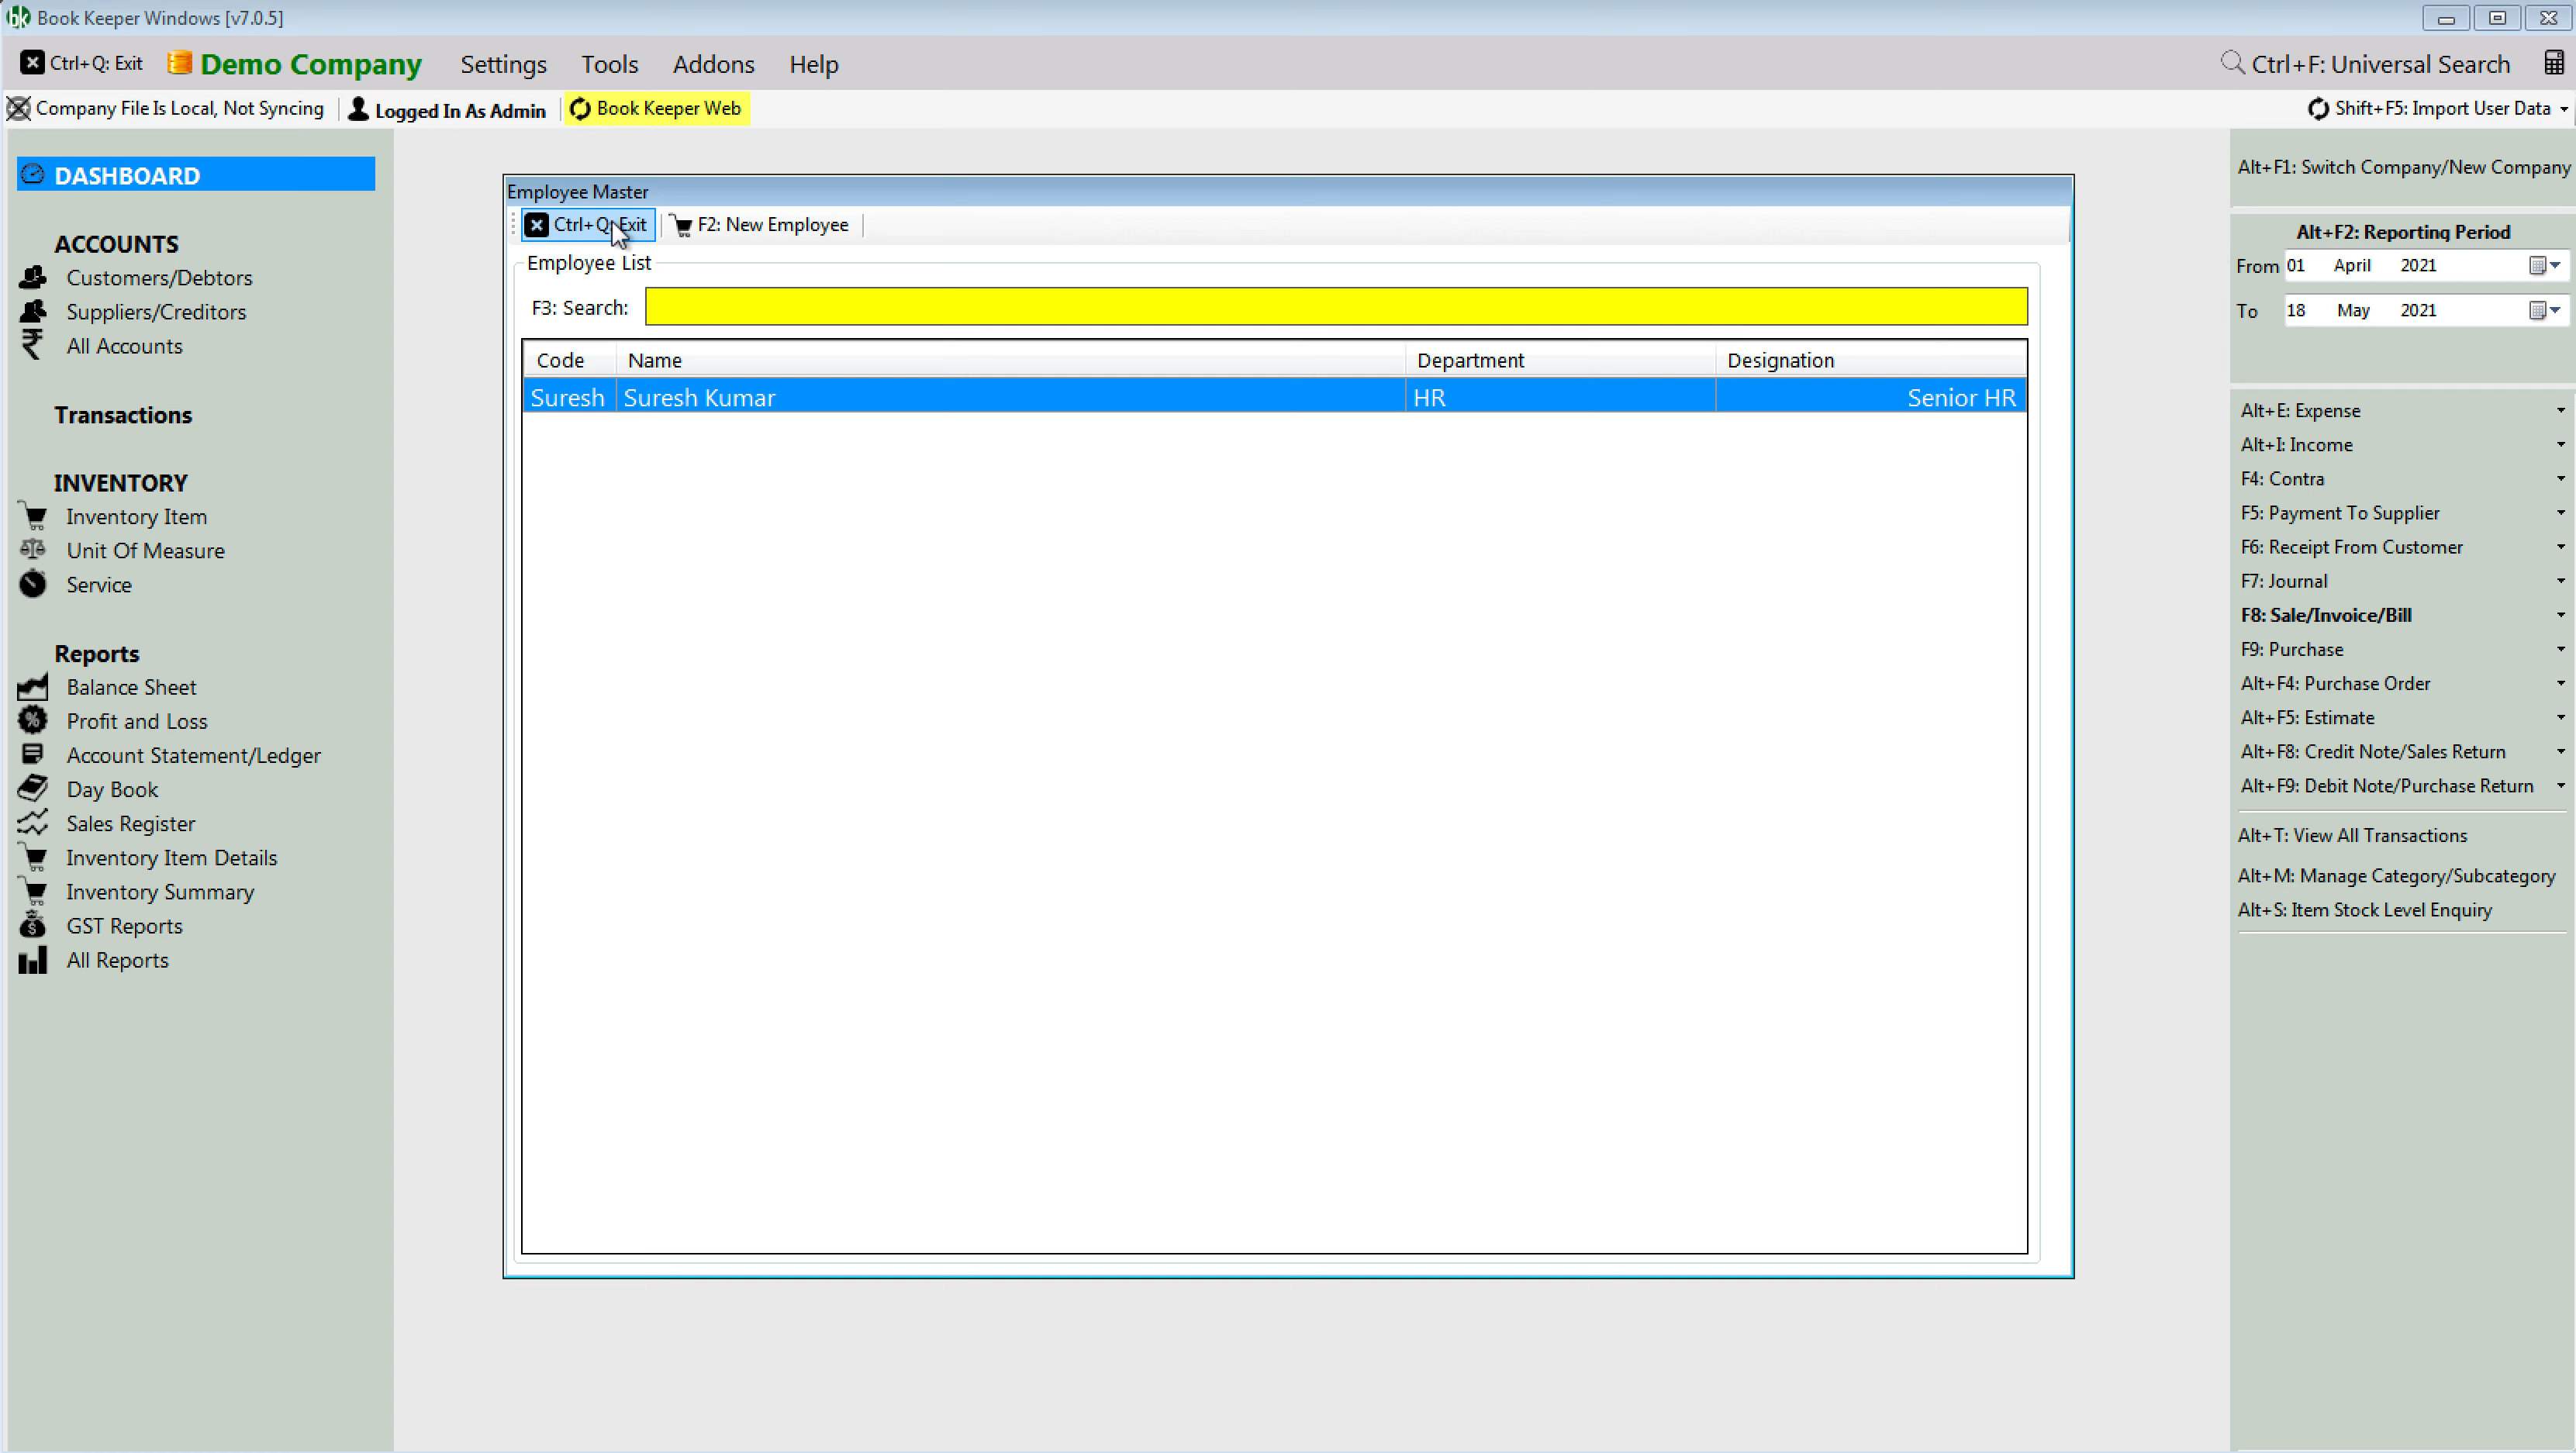 Book Keeper Windows [v7.0.5]
Ctrl+Q: Exit Demo Company Settings Tools Addons Help Ctrl+F: Universal Search
Company File Is Local, Not Syncing Logged In As Admin Book Keeper Web Shift+F5: Import User Data
DASHBOARD
ACCOUNTS
Customers/Debtors
Suppliers/Creditors
All Accounts
Transactions
INVENTORY
Inventory Item
Unit Of Measure
Service
Reports
Balance Sheet
Profit and Loss
Account Statement/Ledger
Day Book
Sales Register
Inventory Item Details
Inventory Summary
GST Reports
All Reports
Employee Master
Ctrl+Q: Exit F2: New Employee
Employee List
F3: Search:
Code Name Department Designation
Suresh Suresh Kumar HR Senior HR
Alt+F1: Switch Company/New Company
Alt+F2: Reporting Period
From 01 April 2021
To 18 May 2021
Alt+E: Expense
Alt+I: Income
F4: Contra
F5: Payment To Supplier
F6: Receipt From Customer
F7: Journal
F8: Sale/Invoice/Bill
F9: Purchase
Alt+F4: Purchase Order
Alt+F5: Estimate
Alt+F8: Credit Note/Sales Return
Alt+F9: Debit Note/Purchase Return
Alt+T: View All Transactions
Alt+M: Manage Category/Subcategory
Alt+S: Item Stock Level Enquiry